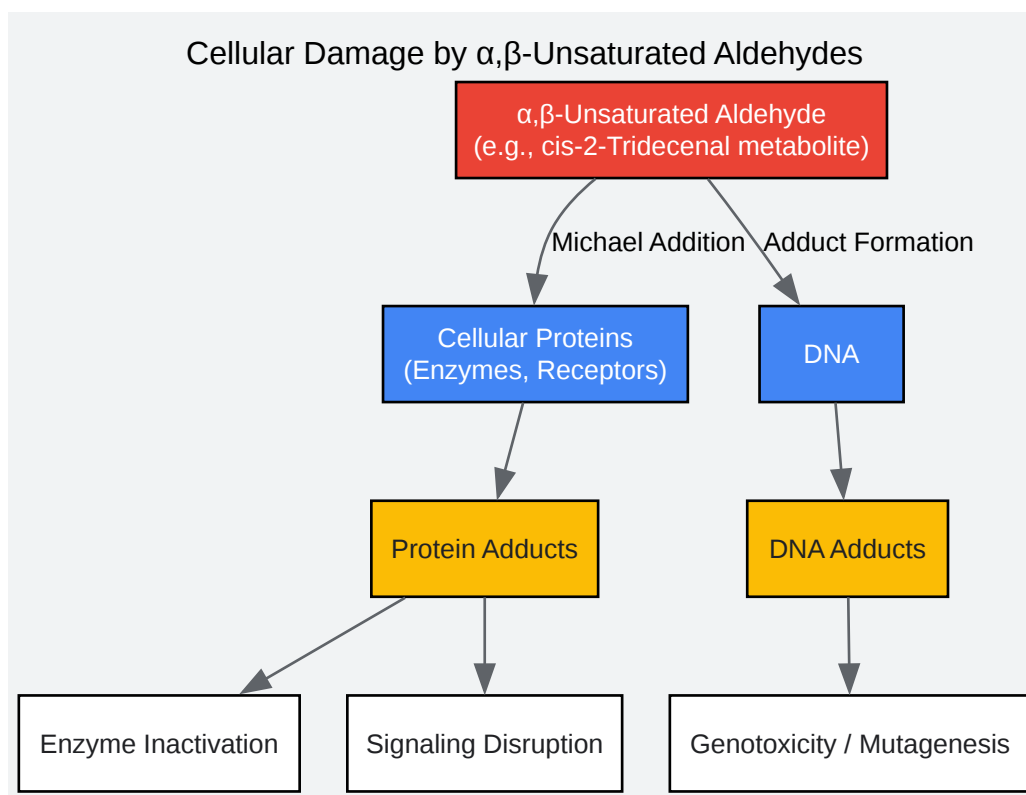 Cellular Damage by α,β-Unsaturated Aldehydes
α,β-Unsaturated Aldehyde
(e.g., cis-2-Tridecenal metabolite)
Michael Addition
Adduct Formation
Cellular Proteins
(Enzymes, Receptors)
DNA
Protein Adducts
DNA Adducts
Enzyme Inactivation
Signaling Disruption
Genotoxicity / Mutagenesis